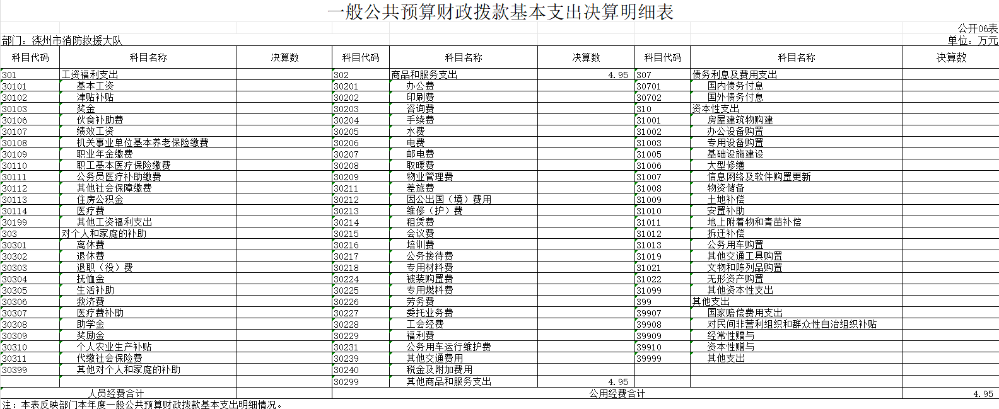 一般公共预算财政拨款基本支出决算明细表
公开06表
部门：滦州市消防救援大队 单位：万元
科目代码 科目名称 决算数 科目代码 科目名称 决算数 科目代码 科目名称 决算数
301 工资福利支出 302 商品和服务支出 4.95 307 债务利息及费用支出
30101 基本工资 30201 办公费 30701 国内债务付息
30102 津贴补贴 30202 印刷费 30702 国外债务付息
30103 奖金 30203 咨询费 310 资本性支出
30106 伙食补助费 30204 手续费 31001 房屋建筑物购建
30107 绩效工资 30205 水费 31002 办公设备购置
30108 机关事业单位基本养老保险缴费 30206 电费 31003 专用设备购置
30109 职业年金缴费 30207 邮电费 31005 基础设施建设
30110 职工基本医疗保险缴费 30208 取暖费 31006 大型修缮
30111 公务员医疗补助缴费 30209 物业管理费 31007 信息网络及软件购置更新
30112 其他社会保障缴费 30211 差旅费 31008 物资储备
30113 住房公积金 30212 因公出国（境）费用 31009 土地补偿
30114 医疗费 30213 维修（护）费 31010 安置补助
30199 其他工资福利支出 30214 租赁费 31011 地上附着物和青苗补偿
303 对个人和家庭的补助 30215 会议费 31012 拆迁补偿
30301 离休费 30216 培训费 31013 公务用车购置
30302 退休费 30217 公务接待费 31019 其他交通工具购置
30303 退职（役）费 30218 专用材料费 31021 文物和陈列品购置
30304 抚恤金 30224 被装购置费 31022 无形资产购置
30305 生活补助 30225 专用燃料费 31099 其他资本性支出
30306 救济费 30226 劳务费 399 其他支出
30307 医疗费补助 30227 委托业务费 39907 国家赔偿费用支出
30308 助学金 30228 工会经费 39908 对民间非营利组织和群众性自治组织补贴
30309 奖励金 30229 福利费 39909 经常性赠与
30310 个人农业生产补贴 30231 公务用车运行维护费 39910 资本性赠与
30311 代缴社会保险费 30239 其他交通费用 39999 其他支出
30399 其他对个人和家庭的补助 30240 税金及附加费用
30299 其他商品和服务支出 4.95
人员经费合计 公用经费合计 4.95
注：本表反映部门本年度一般公共预算财政拨款基本支出明细情况。